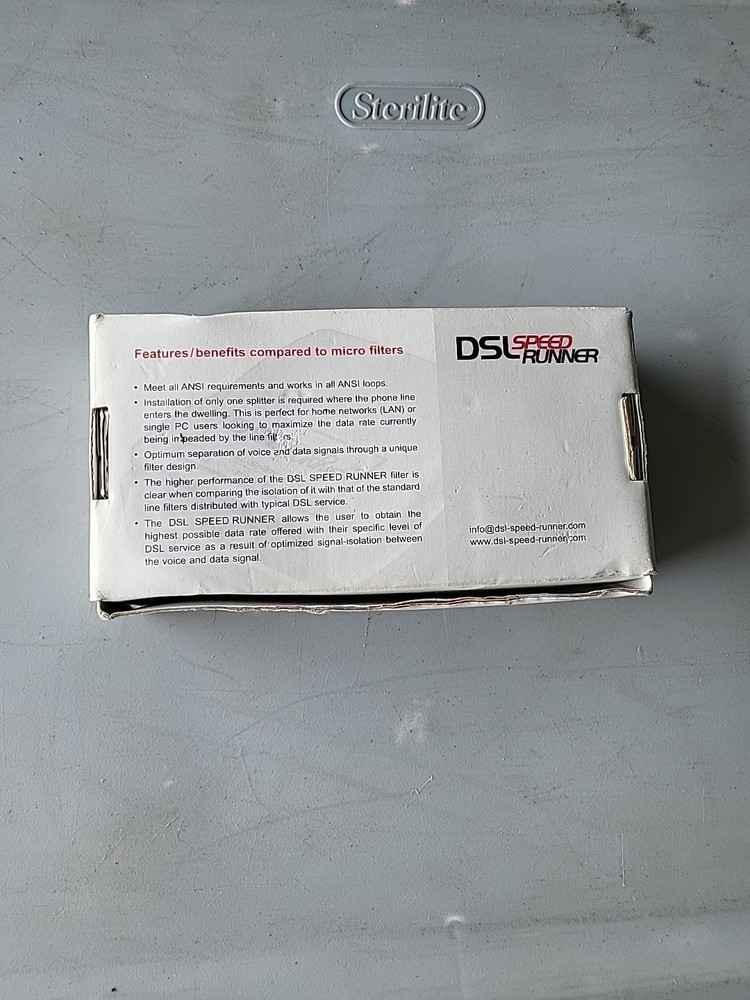 Sterilite
Features/benefits compared to micro filters
DSL SPEED
RUNNER
• Meet all ANSI requirements and works in all ANSI loops.
• Installation of only one splitter is required where the phone line
enters the dwelling. This is perfect for home networks (LAN) or
single PC users looking to maximize the data rate currently
being impeaded by the line filters.
• Optimum separation of voice and data signals through a unique
filter design.
• The higher performance of the DSL SPEED RUNNER filter is
clear when comparing the isolation of it with that of the standard
line filters distributed with typical DSL service.
• The DSL SPEED RUNNER allows the user to obtain the
highest possible data rate offered with their specific level of
DSL service as a result of optimized signal-isolation between
the voice and data signal.
info@dsl-speed-runner.com
www.dsl-speed-runner.com